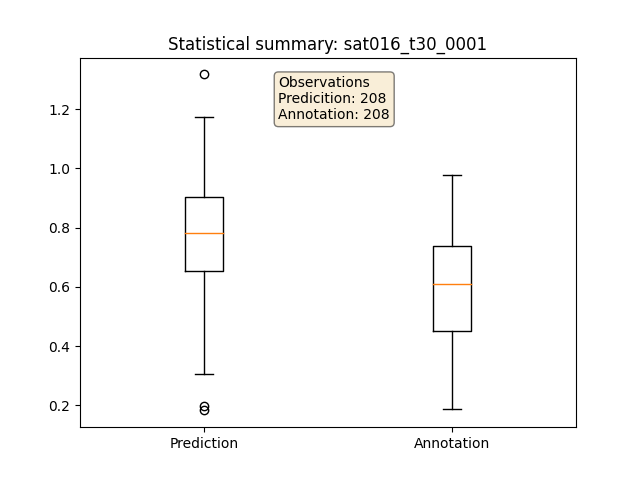 Statistical summary: sat016_t30_0001
Observations
Predicition: 208
Annotation: 208
1.2
1.0
0.8
0.6
0.4
0.2
Prediction
Annotation